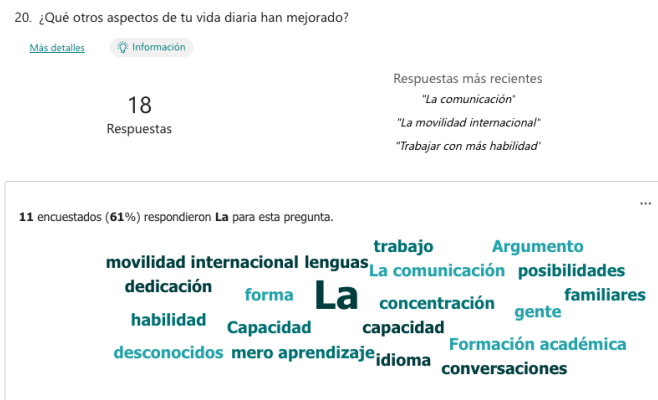 20. ¿Qué otros aspectos de tu vida diaria han mejorado?
Más detalles
Información
18
Respuestas
Respuestas más recientes
"La comunicación"
"La movilidad internacional"
"Trabajar con más habilidad'
...
11 encuestados (61%) respondieron La para esta pregunta.
trabajo Argumento
movilidad internacional lenguas
La comunicación posibilidades
dedicación forma La concentración familiares
gente
habilidad Capacidad capacidad
Formación académica
desconocidos mero aprendizaje idioma
conversaciones